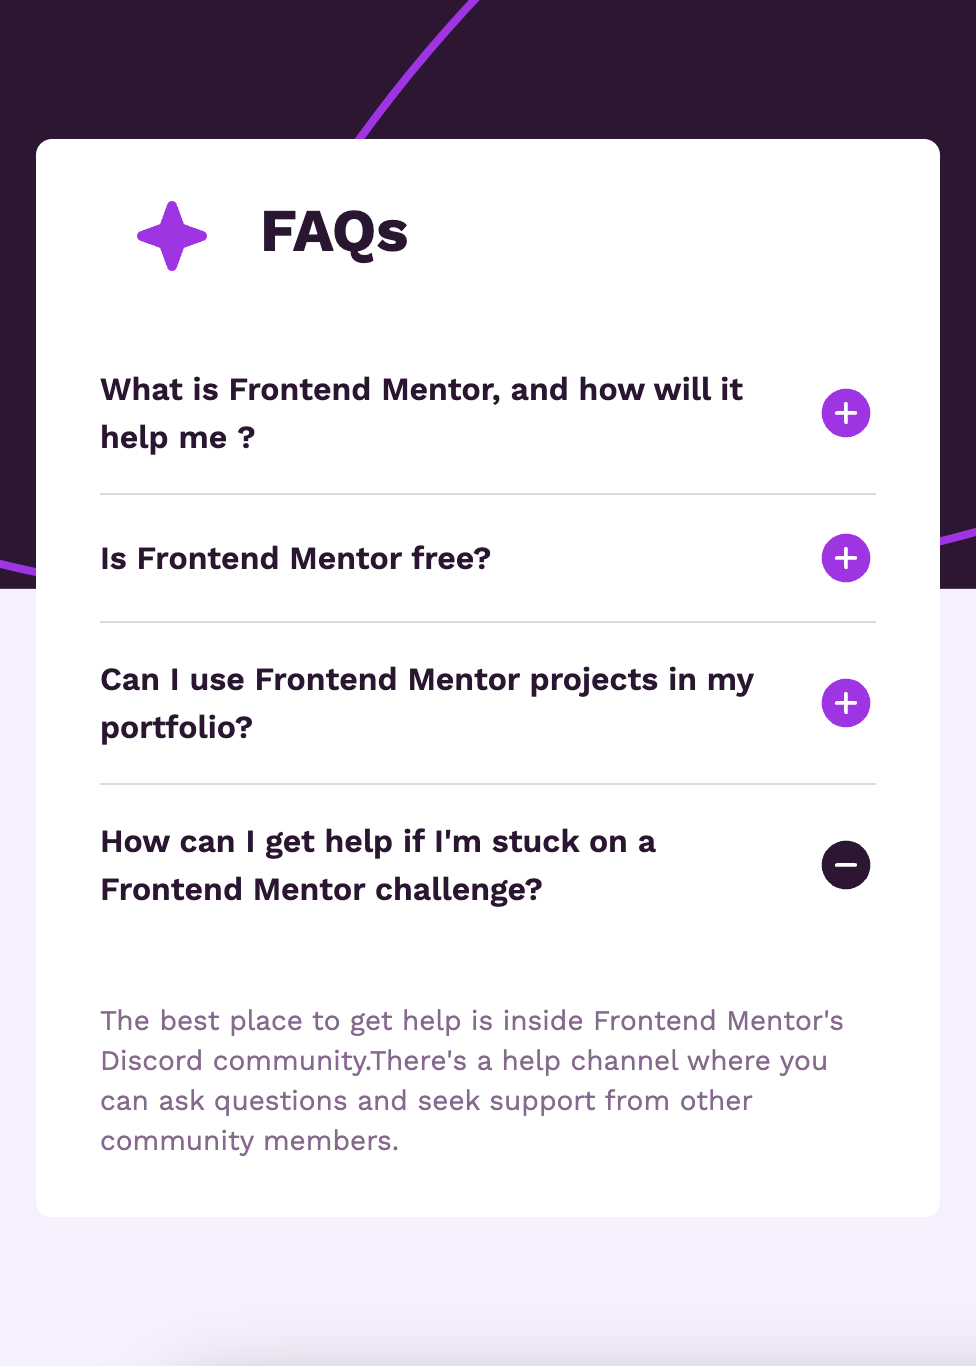 FAQs
What is Frontend Mentor, and how will it
help me ?
Is Frontend Mentor free?
Can I use Frontend Mentor projects in my
portfolio?
How can I get help if I'm stuck on a
Frontend Mentor challenge?
The best place to get help is inside Frontend Mentor's
Discord community.There's a help channel where you
can ask questions and seek support from other
community members.